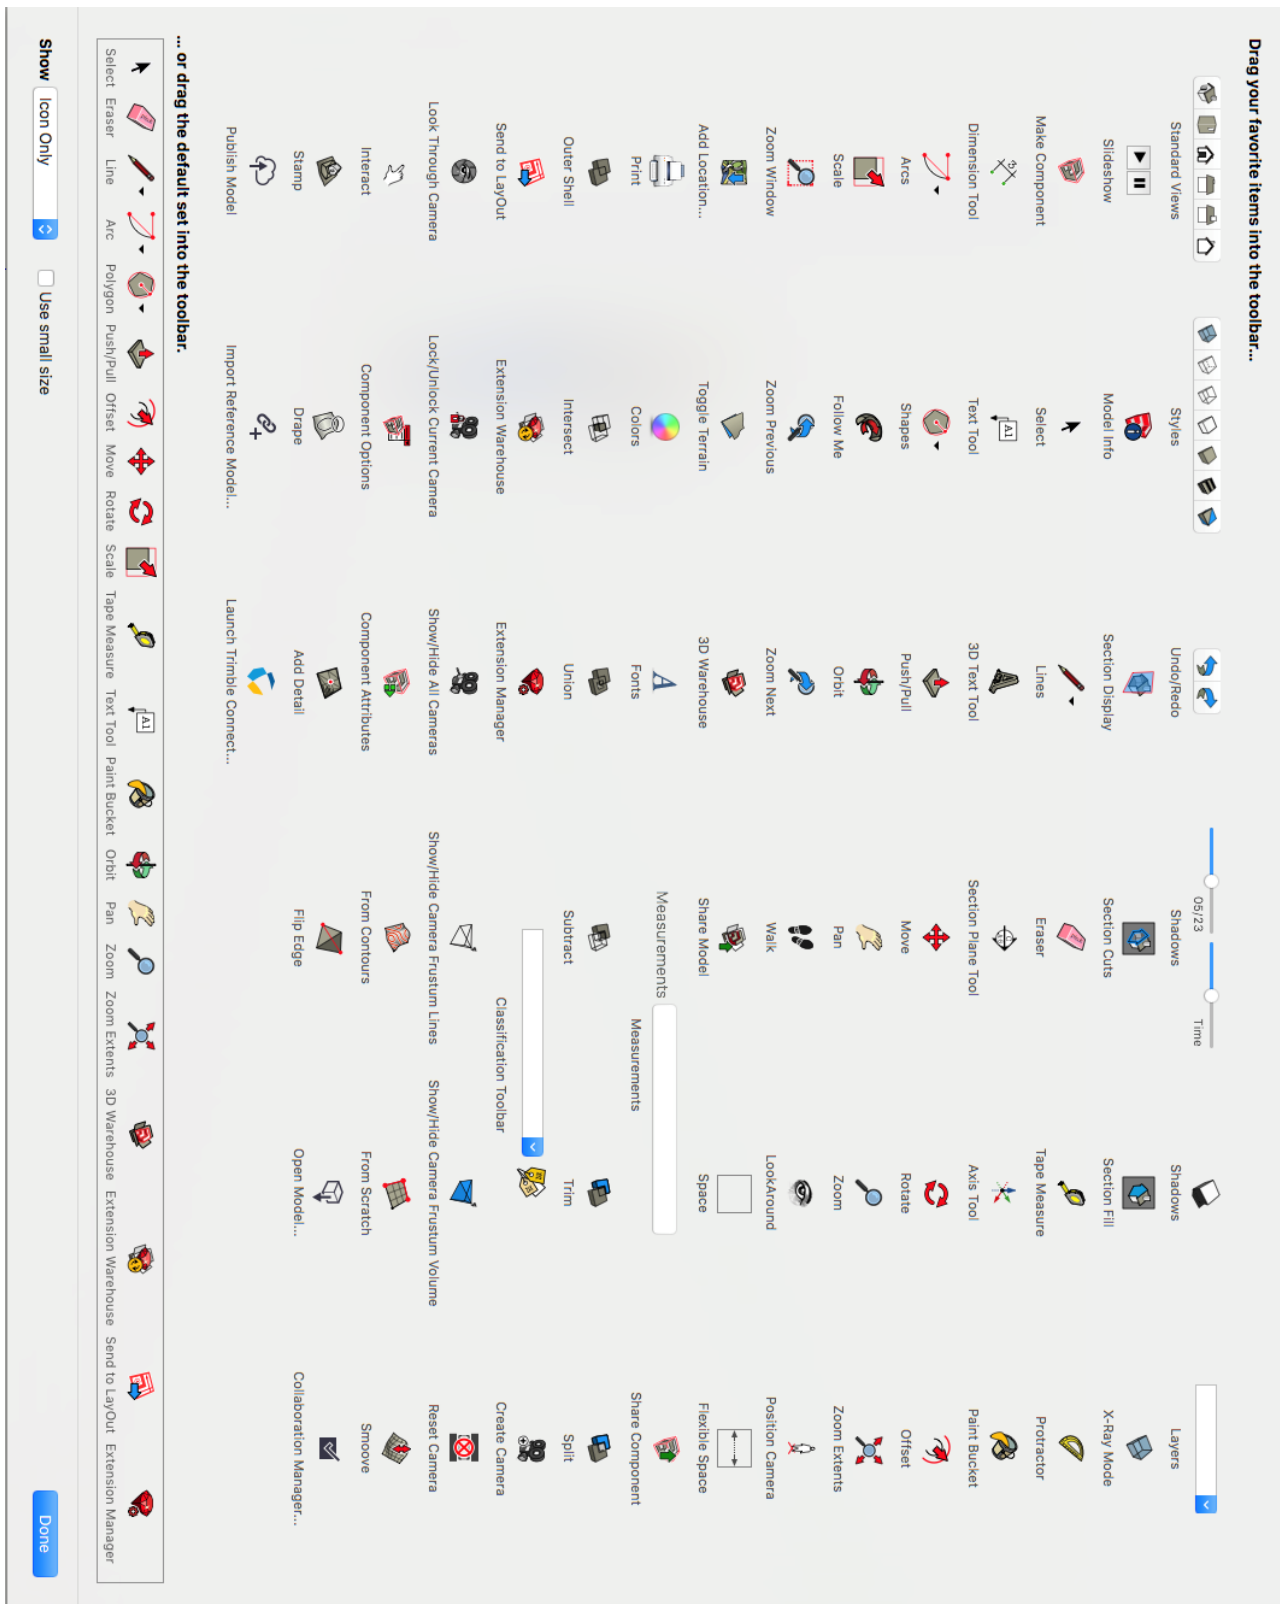 Drag your favorite items into the toolbar...
Standard Views Styles Undo/Redo 05/23 Time Shadows Shadows Layers
Slideshow Model Info Section Display Section Cuts Section Fill X-Ray Mode
Make Component Select Lines Eraser Tape Measure Protractor
A1
Dimension Tool Text Tool 3D Text Tool Section Plane Tool Axis Tool Paint Bucket
Arcs Shapes Push/Pull Move Rotate Offset
Scale Follow Me Orbit Pan Zoom Zoom Extents
Zoom Window Zoom Previous Zoom Next Walk LookAround Position Camera
Add Location... Toggle Terrain 3D Warehouse Share Model Space Flexible Space
Measurements
Print Colors Fonts Measurements Share Component
Outer Shell Intersect Union Subtract Trim Split
Send to LayOut Extension Warehouse Extension Manager Classification Toolbar Create Camera
Look Through Camera Lock/Unlock Current Camera Show/Hide All Cameras Show/Hide Camera Frustum Lines Show/Hide Camera Frustum Volume Reset Camera
Interact Component Options Component Attributes From Contours From Scratch Smoove
Stamp Drape Add Detail Flip Edge Open Model... Collaboration Manager...
Publish Model Import Reference Model... Launch Trimble Connect...
... or drag the default set into the toolbar.
A1
Select Eraser Line Arc Polygon Push/Pull Offset Move Rotate Scale Tape Measure Text Tool Paint Bucket Orbit Pan Zoom Zoom Extents 3D Warehouse Extension Warehouse Send to LayOut Extension Manager
Show Icon Only Use small size Done